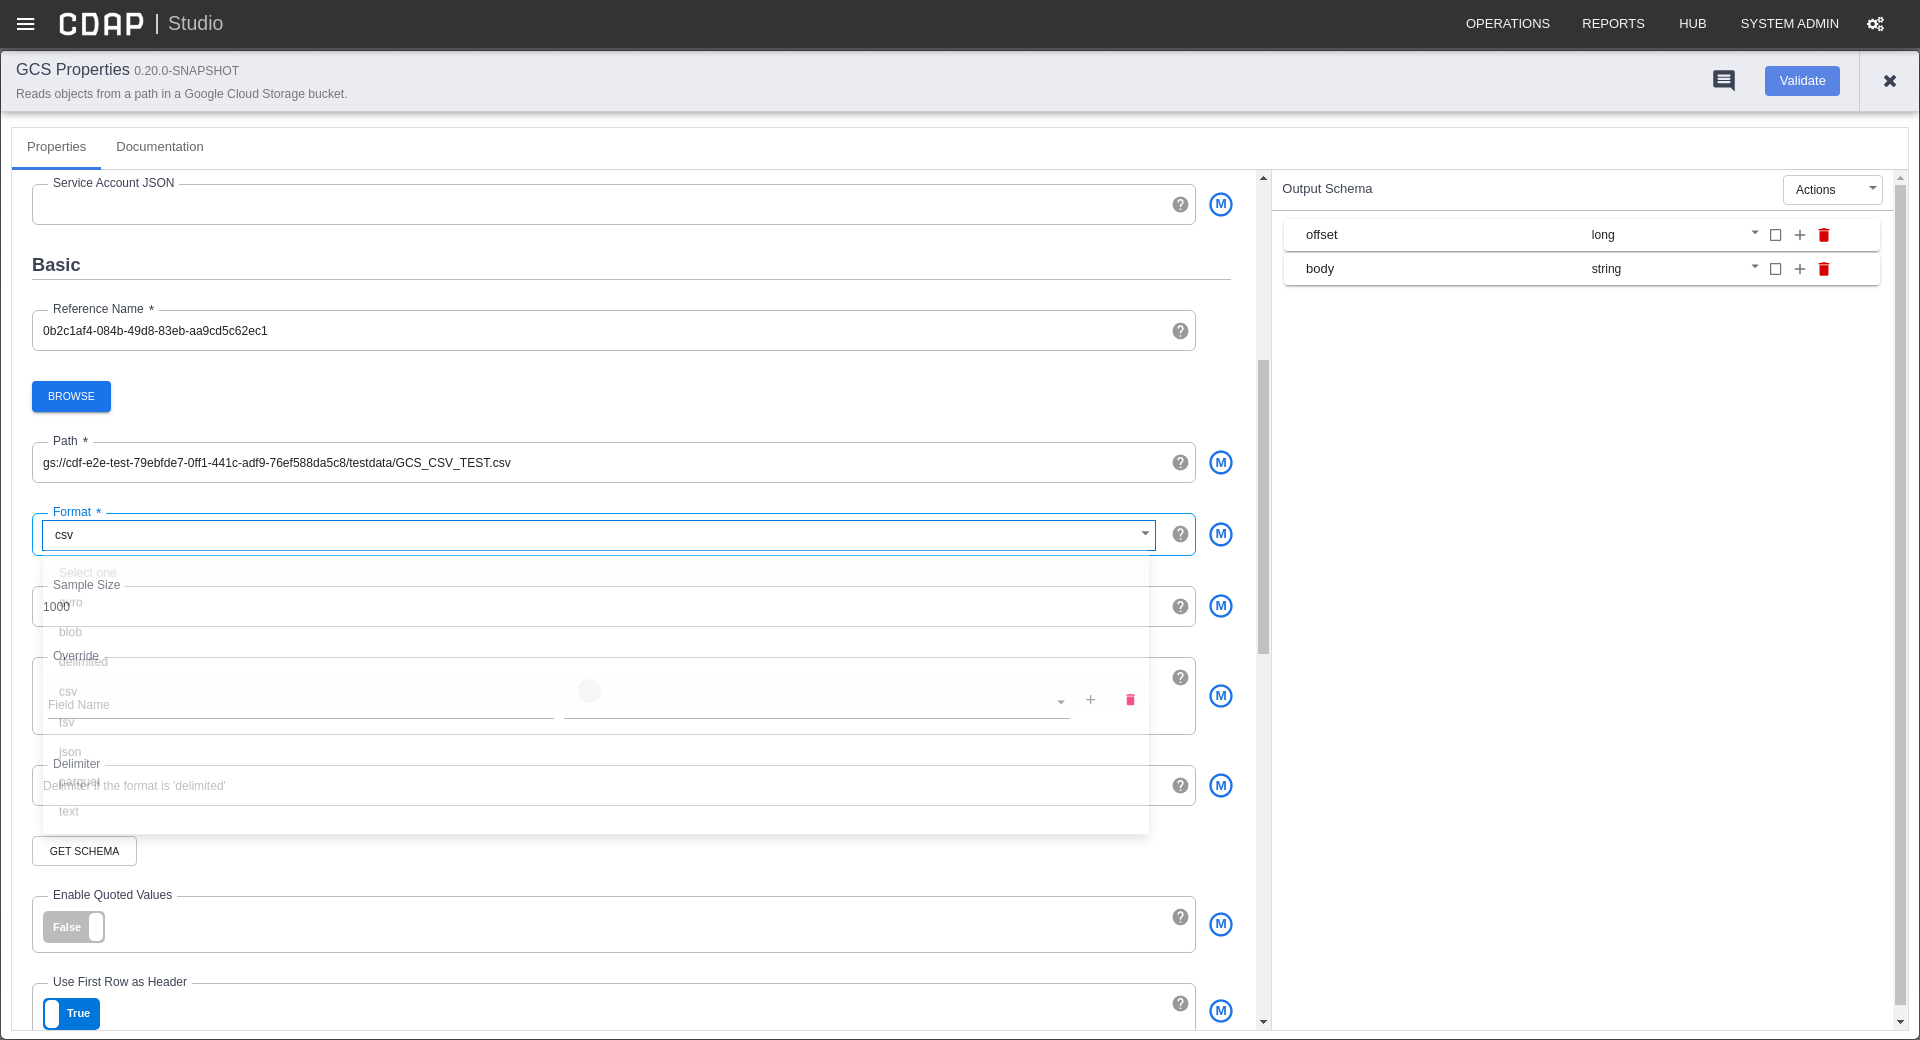 CDAP | Studio
OPERATIONS REPORTS HUB SYSTEM ADMIN
GCS Properties 0.20.0-SNAPSHOT
Reads objects from a path in a Google Cloud Storage bucket.
Validate
Properties Documentation
Service Account JSON
M
Output Schema
Actions
offset long
body string
Basic
Reference Name *
0b2c1af4-084b-49d8-83eb-aa9cd5c62ec1
BROWSE
Path *
gs://cdf-e2e-test-79ebfde7-0ff1-441c-adf9-76ef588da5c8/testdata/GCS_CSV_TEST.csv
M
Format *
csv
M
Select one
Sample Size
avro
1000
M
blob
Override
delimited
csv
M
Field Name
tsv
json
Delimiter
parquet
Delimiter if the format is 'delimited'
M
text
GET SCHEMA
Enable Quoted Values
False
M
Use First Row as Header
True
M